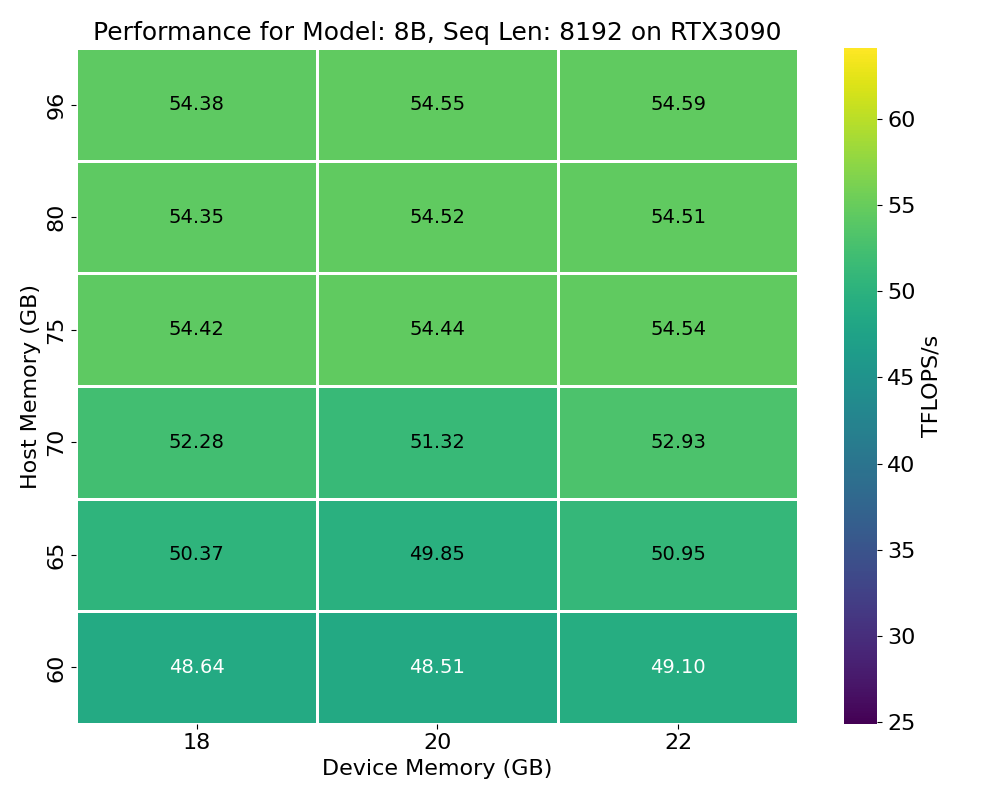 Performance for Model: 8B, Seq Len: 8192 on RTX3090
96
54.38 54.55 54.59
80
54.35 54.52 54.51
75
54.42 54.44 54.54
70
52.28 51.32 52.93
65
50.37 49.85 50.95
60
48.64 48.51 49.10
Host Memory (GB)
18 20 22
Device Memory (GB)
60
55
50
45
40
35
30
25
TFLOPS/s